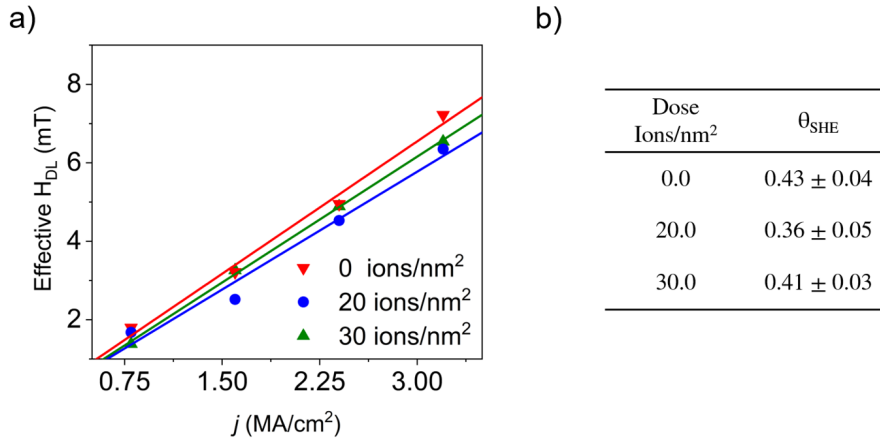 a)
Effective H_DL (mT)
8
6
4
2
0 ions/nm²
20 ions/nm²
30 ions/nm²
0.75 1.50 2.25 3.00
j (MA/cm²)
b)
Dose
Ions/nm²
θ_SHE
0.0 0.43 ± 0.04
20.0 0.36 ± 0.05
30.0 0.41 ± 0.03